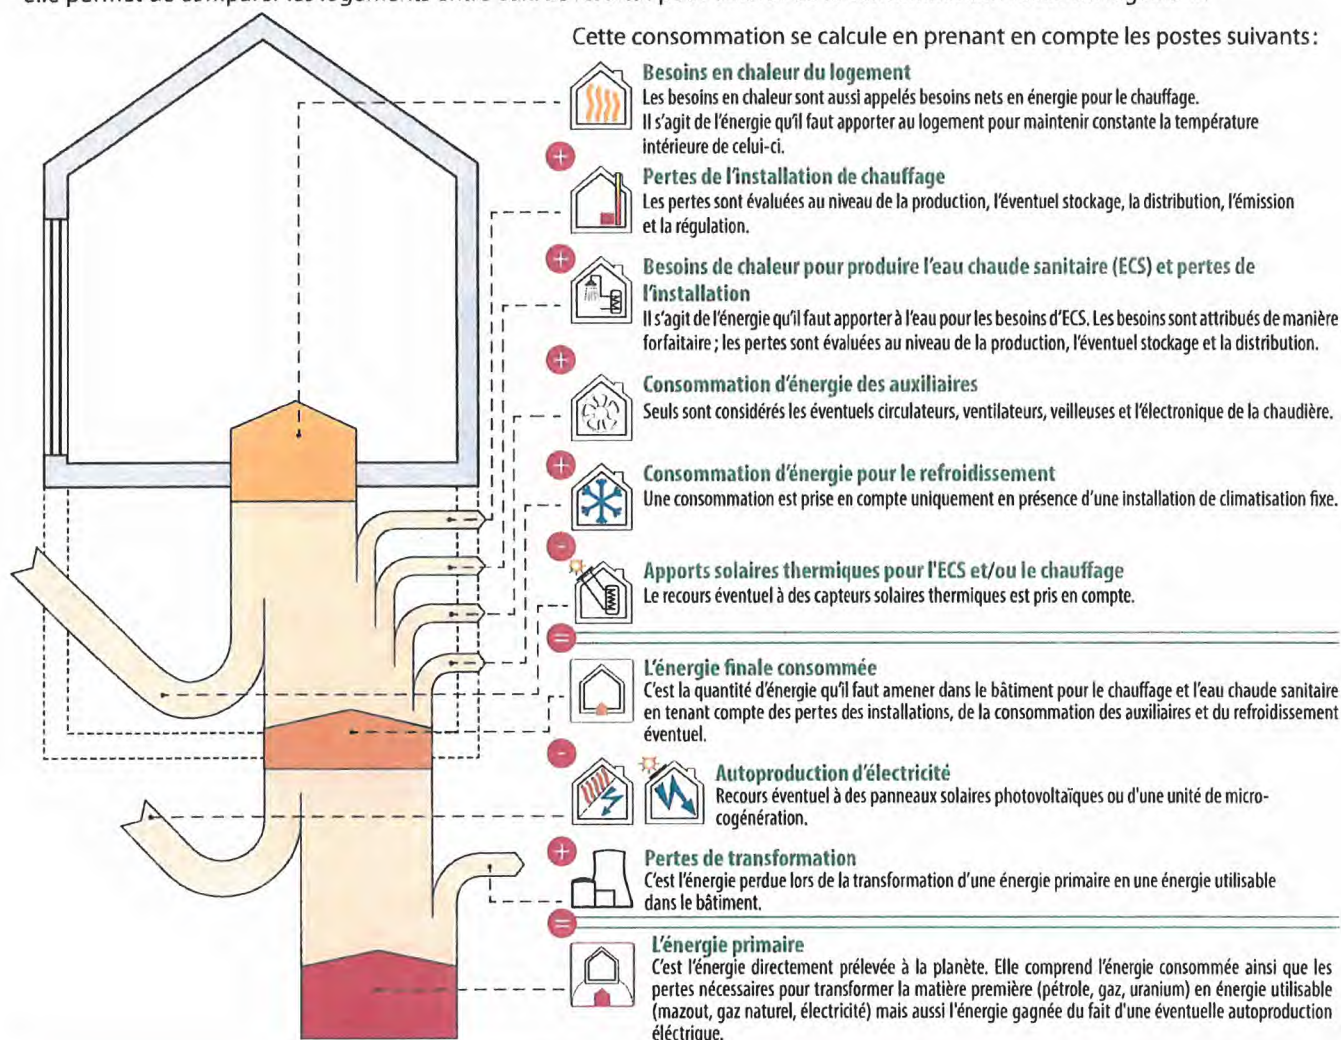 Cette consommation se calcule en prenant en compte les postes suivants :
Besoins en chaleur du logement
Les besoins en chaleur sont aussi appelés besoins nets en énergie pour le chauffage.
Il s'agit de l'énergie qu'il faut apporter au logement pour maintenir constante la température
intérieure de celui-ci.
+
Pertes de l'installation de chauffage
Les pertes sont évaluées au niveau de la production, l'éventuel stockage, la distribution, l'émission
et la régulation.
+
Besoins de chaleur pour produire l'eau chaude sanitaire (ECS) et pertes de
l'installation
Il s'agit de l'énergie qu'il faut apporter à l'eau pour les besoins d'ECS. Les besoins sont attribués de manière
forfaitaire ; les pertes sont évaluées au niveau de la production, l'éventuel stockage et la distribution.
+
Consommation d'énergie des auxiliaires
Seuls sont considérés les éventuels circulateurs, ventilateurs, veilleuses et l'électronique de la chaudière.
+
Consommation d'énergie pour le refroidissement
Une consommation est prise en compte uniquement en présence d'une installation de climatisation fixe.
-
Apports solaires thermiques pour l'ECS et/ou le chauffage
Le recours éventuel à des capteurs solaires thermiques est pris en compte.
=
L'énergie finale consommée
C'est la quantité d'énergie qu'il faut amener dans le bâtiment pour le chauffage et l'eau chaude sanitaire
en tenant compte des pertes des installations, de la consommation des auxiliaires et du refroidissement
éventuel.
-
Autoproduction d'électricité
Recours éventuel à des panneaux solaires photovoltaïques ou d'une unité de micro-
cogénération.
+
Pertes de transformation
C'est l'énergie perdue lors de la transformation d'une énergie primaire en une énergie utilisable
dans le bâtiment.
=
L'énergie primaire
C'est l'énergie directement prélevée à la planète. Elle comprend l'énergie consommée ainsi que les
pertes nécessaires pour transformer la matière première (pétrole, gaz, uranium) en énergie utilisable
(mazout, gaz naturel, électricité) mais aussi l'énergie gagnée du fait d'une éventuelle autoproduction
éléctrique.